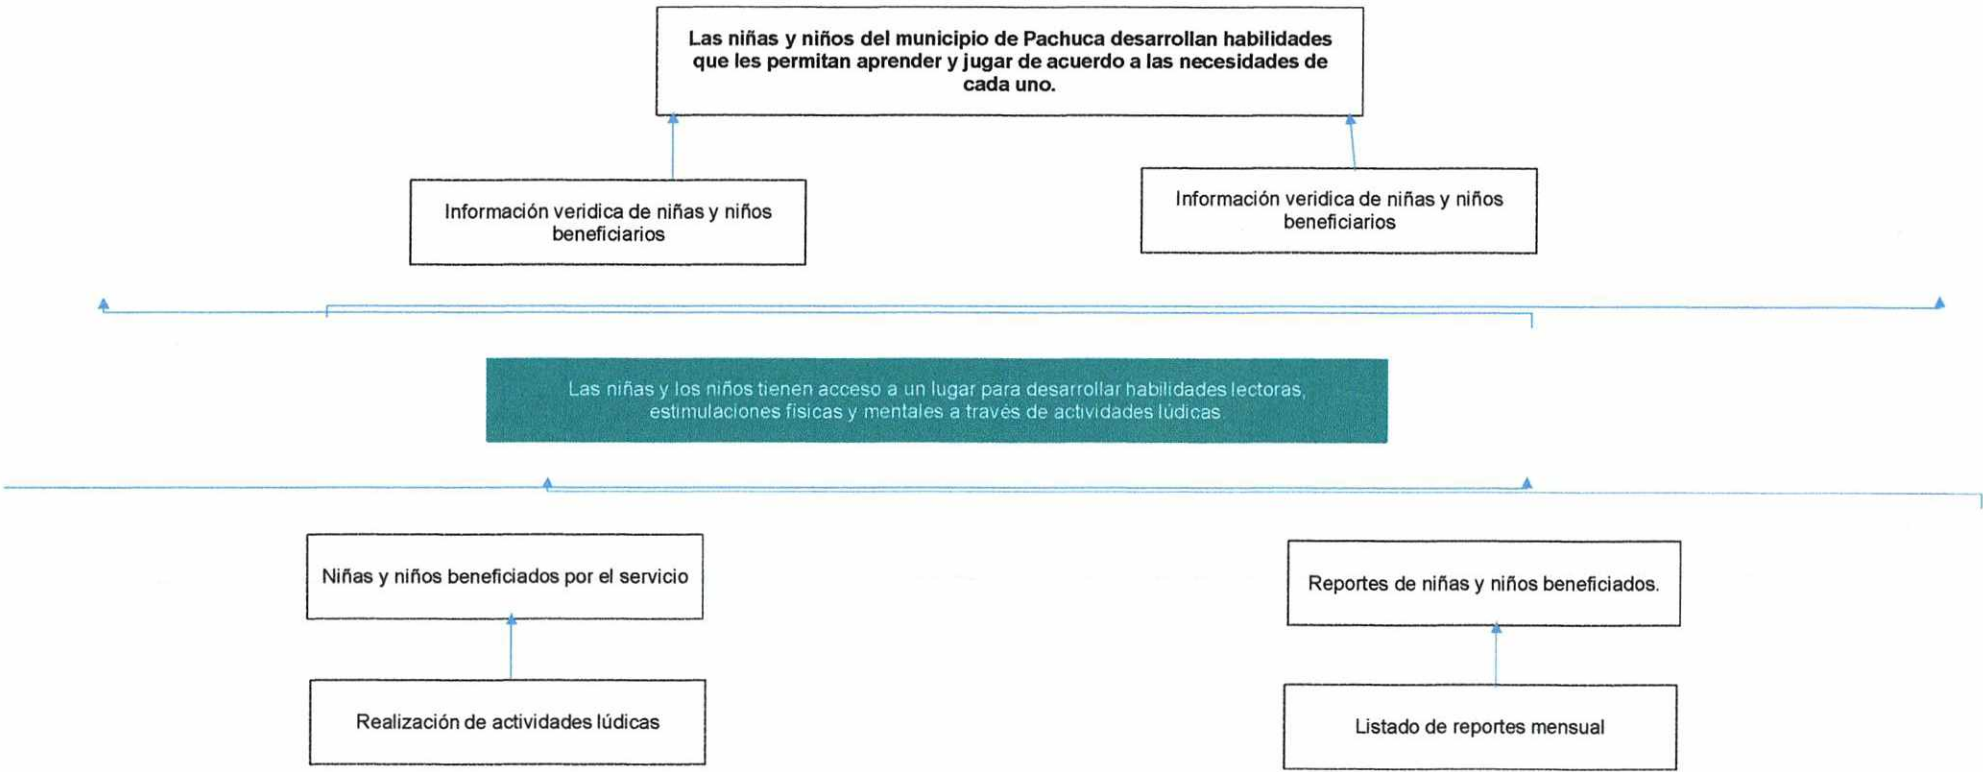 Las niñas y niños del municipio de Pachuca desarrollan habilidades
que les permitan aprender y jugar de acuerdo a las necesidades de
cada uno.
Información veridica de niñas y niños
beneficiarios
Información veridica de niñas y niños
beneficiarios
Las niñas y los niños tienen acceso a un lugar para desarrollar habilidades lectoras,
estimulaciones físicas y mentales a través de actividades lúdicas.
Niñas y niños beneficiados por el servicio
Reportes de niñas y niños beneficiados.
Realización de actividades lúdicas
Listado de reportes mensual